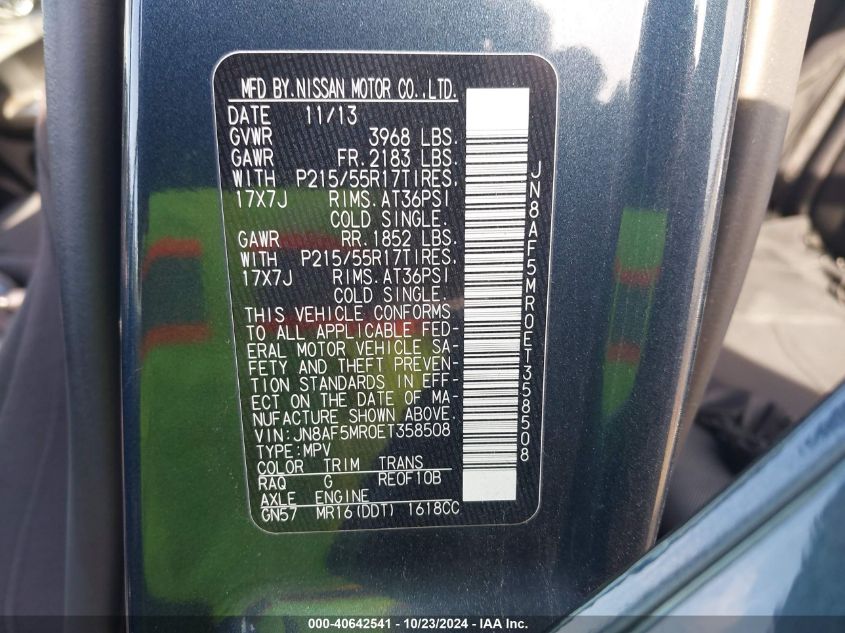 MFD BY.NISSAN MOTOR CO.,LTD.
DATE 11/13
GVWR 3968 LBS.
GAWR FR.2183 LBS.
WITH P215/55R17TIRES.
17X7J RIMS.AT36PSI
COLD SINGLE.
GAWR RR.1852 LBS.
WITH P215/55R17TIRES.
17X7J RIMS.AT36PSI
COLD SINGLE.
THIS VEHICLE CONFORMS
TO ALL APPLICABLE FED-
ERAL MOTOR VEHICLE SA-
FETY AND THEFT PREVEN-
TION STANDARDS IN EFF-
ECT ON THE DATE OF MA-
NUFACTURE SHOWN ABOVE.
VIN:JN8AF5MR0ET358508
TYPE:MPV
COLOR TRIM TRANS
RAQ G RE0F10B
AXLE ENGINE
GN57 MR16(DDT) 1618CC
JN8AF5MR0ET358508
000-40642541 - 10/23/2024 - IAA Inc.